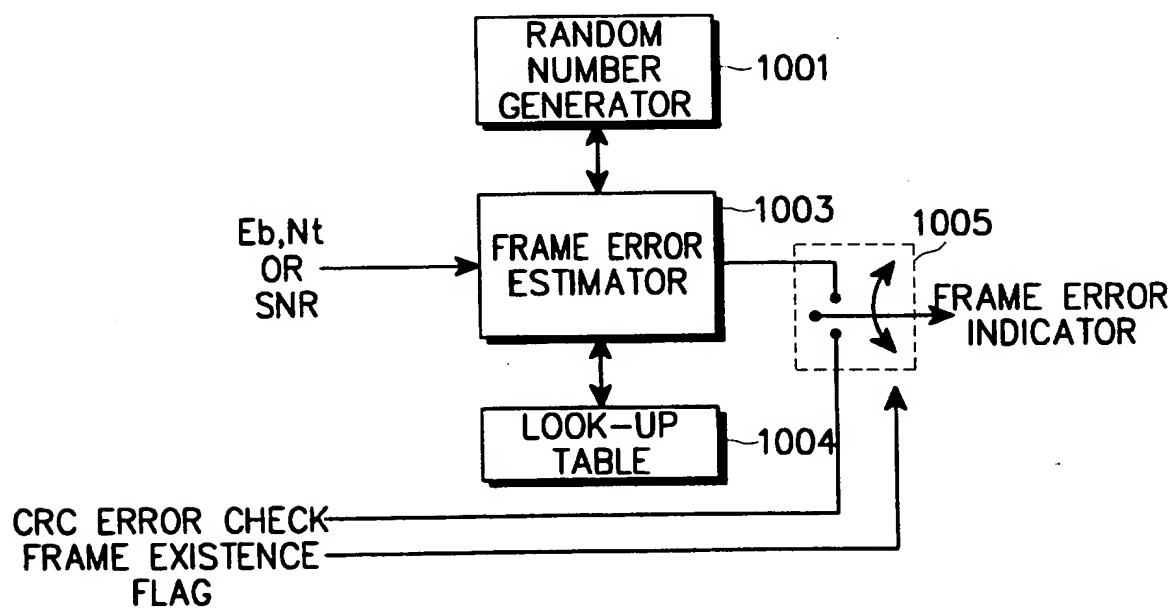 RANDOM
NUMBER
GENERATOR
1001
Eb,Nt
OR
SNR
FRAME ERROR
ESTIMATOR
1003
1005
FRAME ERROR
INDICATOR
LOOK-UP
TABLE
1004
CRC ERROR CHECK
FRAME EXISTENCE
FLAG